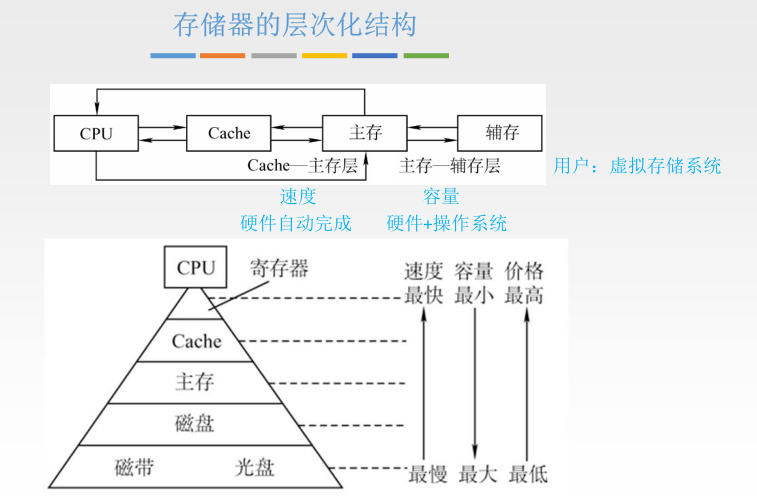 存储器的层次化结构
CPU Cache 主存 辅存
Cache—主存层 主存—辅存层 用户：虚拟存储系统
速度 容量
硬件自动完成 硬件+操作系统
CPU 寄存器 速度 容量 价格
最快 最小 最高
Cache
主存
磁盘
磁带 光盘 最慢 最大 最低